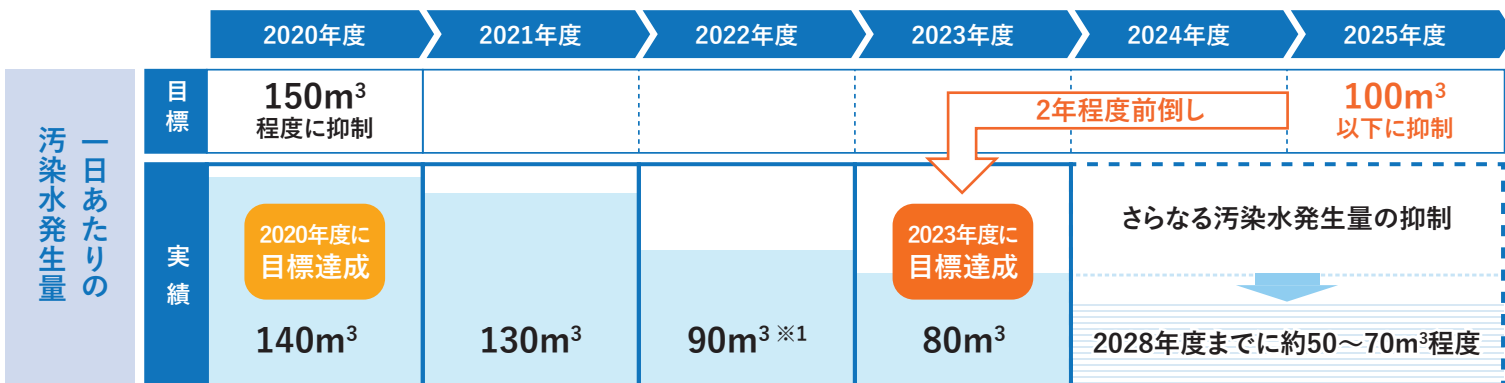 2020年度
2021年度
2022年度
2023年度
2024年度
2025年度
一日あたりの
汚染水発生量
目標
150m³
程度に抑制
2年程度前倒し
100m³
以下に抑制
実績
2020年度に
目標達成
140m³
130m³
90m³ ※1
2023年度に
目標達成
80m³
さらなる汚染水発生量の抑制
2028年度までに約50〜70m³程度